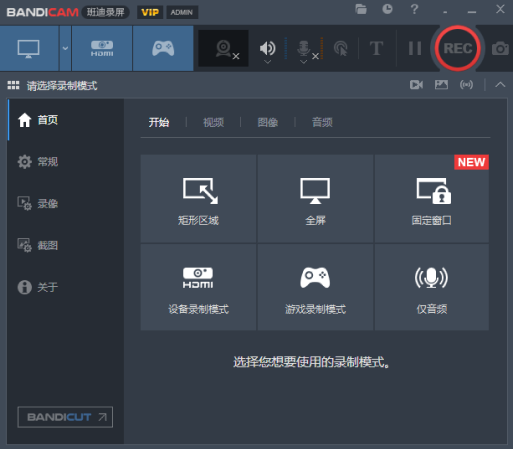 BANDICAM 班迪录屏 VIP ADMIN
HDMI REC
请选择录制模式
首页
常规
录像
截图
关于
BANDICUT
开始 视频 图像 音频
NEW
矩形区域 全屏 固定窗口
HDMI
设备录制模式 游戏录制模式 仅音频
选择您想要使用的录制模式。